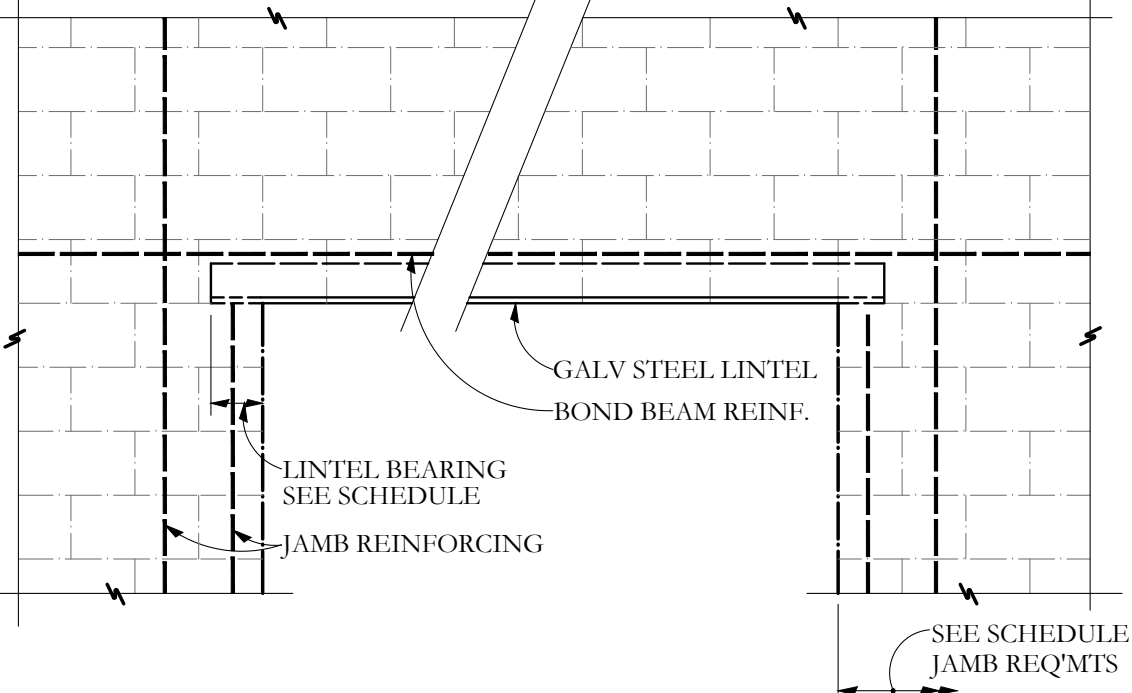 GALV STEEL LINTEL
BOND BEAM REINF.
LINTEL BEARING
SEE SCHEDULE
JAMB REINFORCING
SEE SCHEDULE
JAMB REQ'MTS